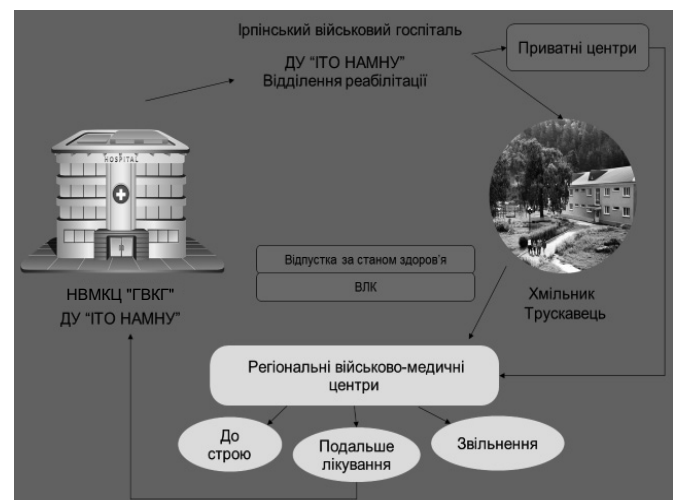 Ірпінський військовий госпіталь
ДУ “ІТО НАМНУ”
Відділення реабілітації
Приватні центри
HOSPITAL
НВМКЦ "ГВКГ"
ДУ “ІТО НАМНУ”
Відпустка за станом здоров'я
ВЛК
Хмільник
Трускавець
Регіональні військово-медичні
центри
До
строю
Подальше
лікування
Звільнення